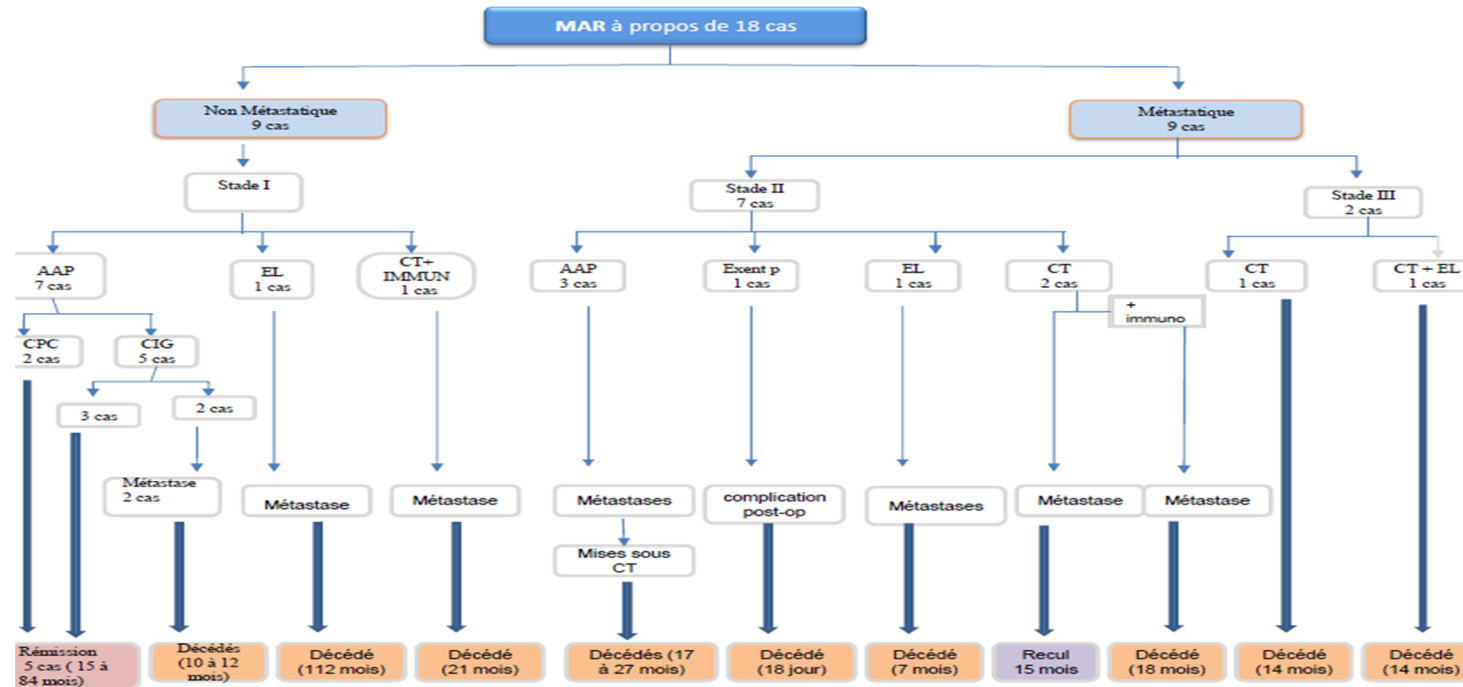 MAR à propos de 18 cas
Non Métastatique
9 cas
Métastatique
9 cas
Stade I
Stade II
7 cas
Stade III
2 cas
AAP
7 cas
EL
1 cas
CT+
IMMUN
1 cas
AAP
3 cas
Exent p
1 cas
EL
1 cas
CT
2 cas
CT
1 cas
CT + EL
1 cas
+
immuno
CPC
2 cas
CIG
5 cas
3 cas
2 cas
Métastase
2 cas
Métastase
Métastase
Métastases
complication
post-op
Métastases
Métastase
Métastase
Mises sous
CT
Rémission
5 cas ( 15 à
84 mois)
Décédés
(10 à 12
mois)
Décédé
(112 mois)
Décédé
(21 mois)
Décédés (17
à 27 mois)
Décédé
(18 jour)
Décédé
(7 mois)
Recul
15 mois
Décédé
(18 mois)
Décédé
(14 mois)
Décédé
(14 mois)